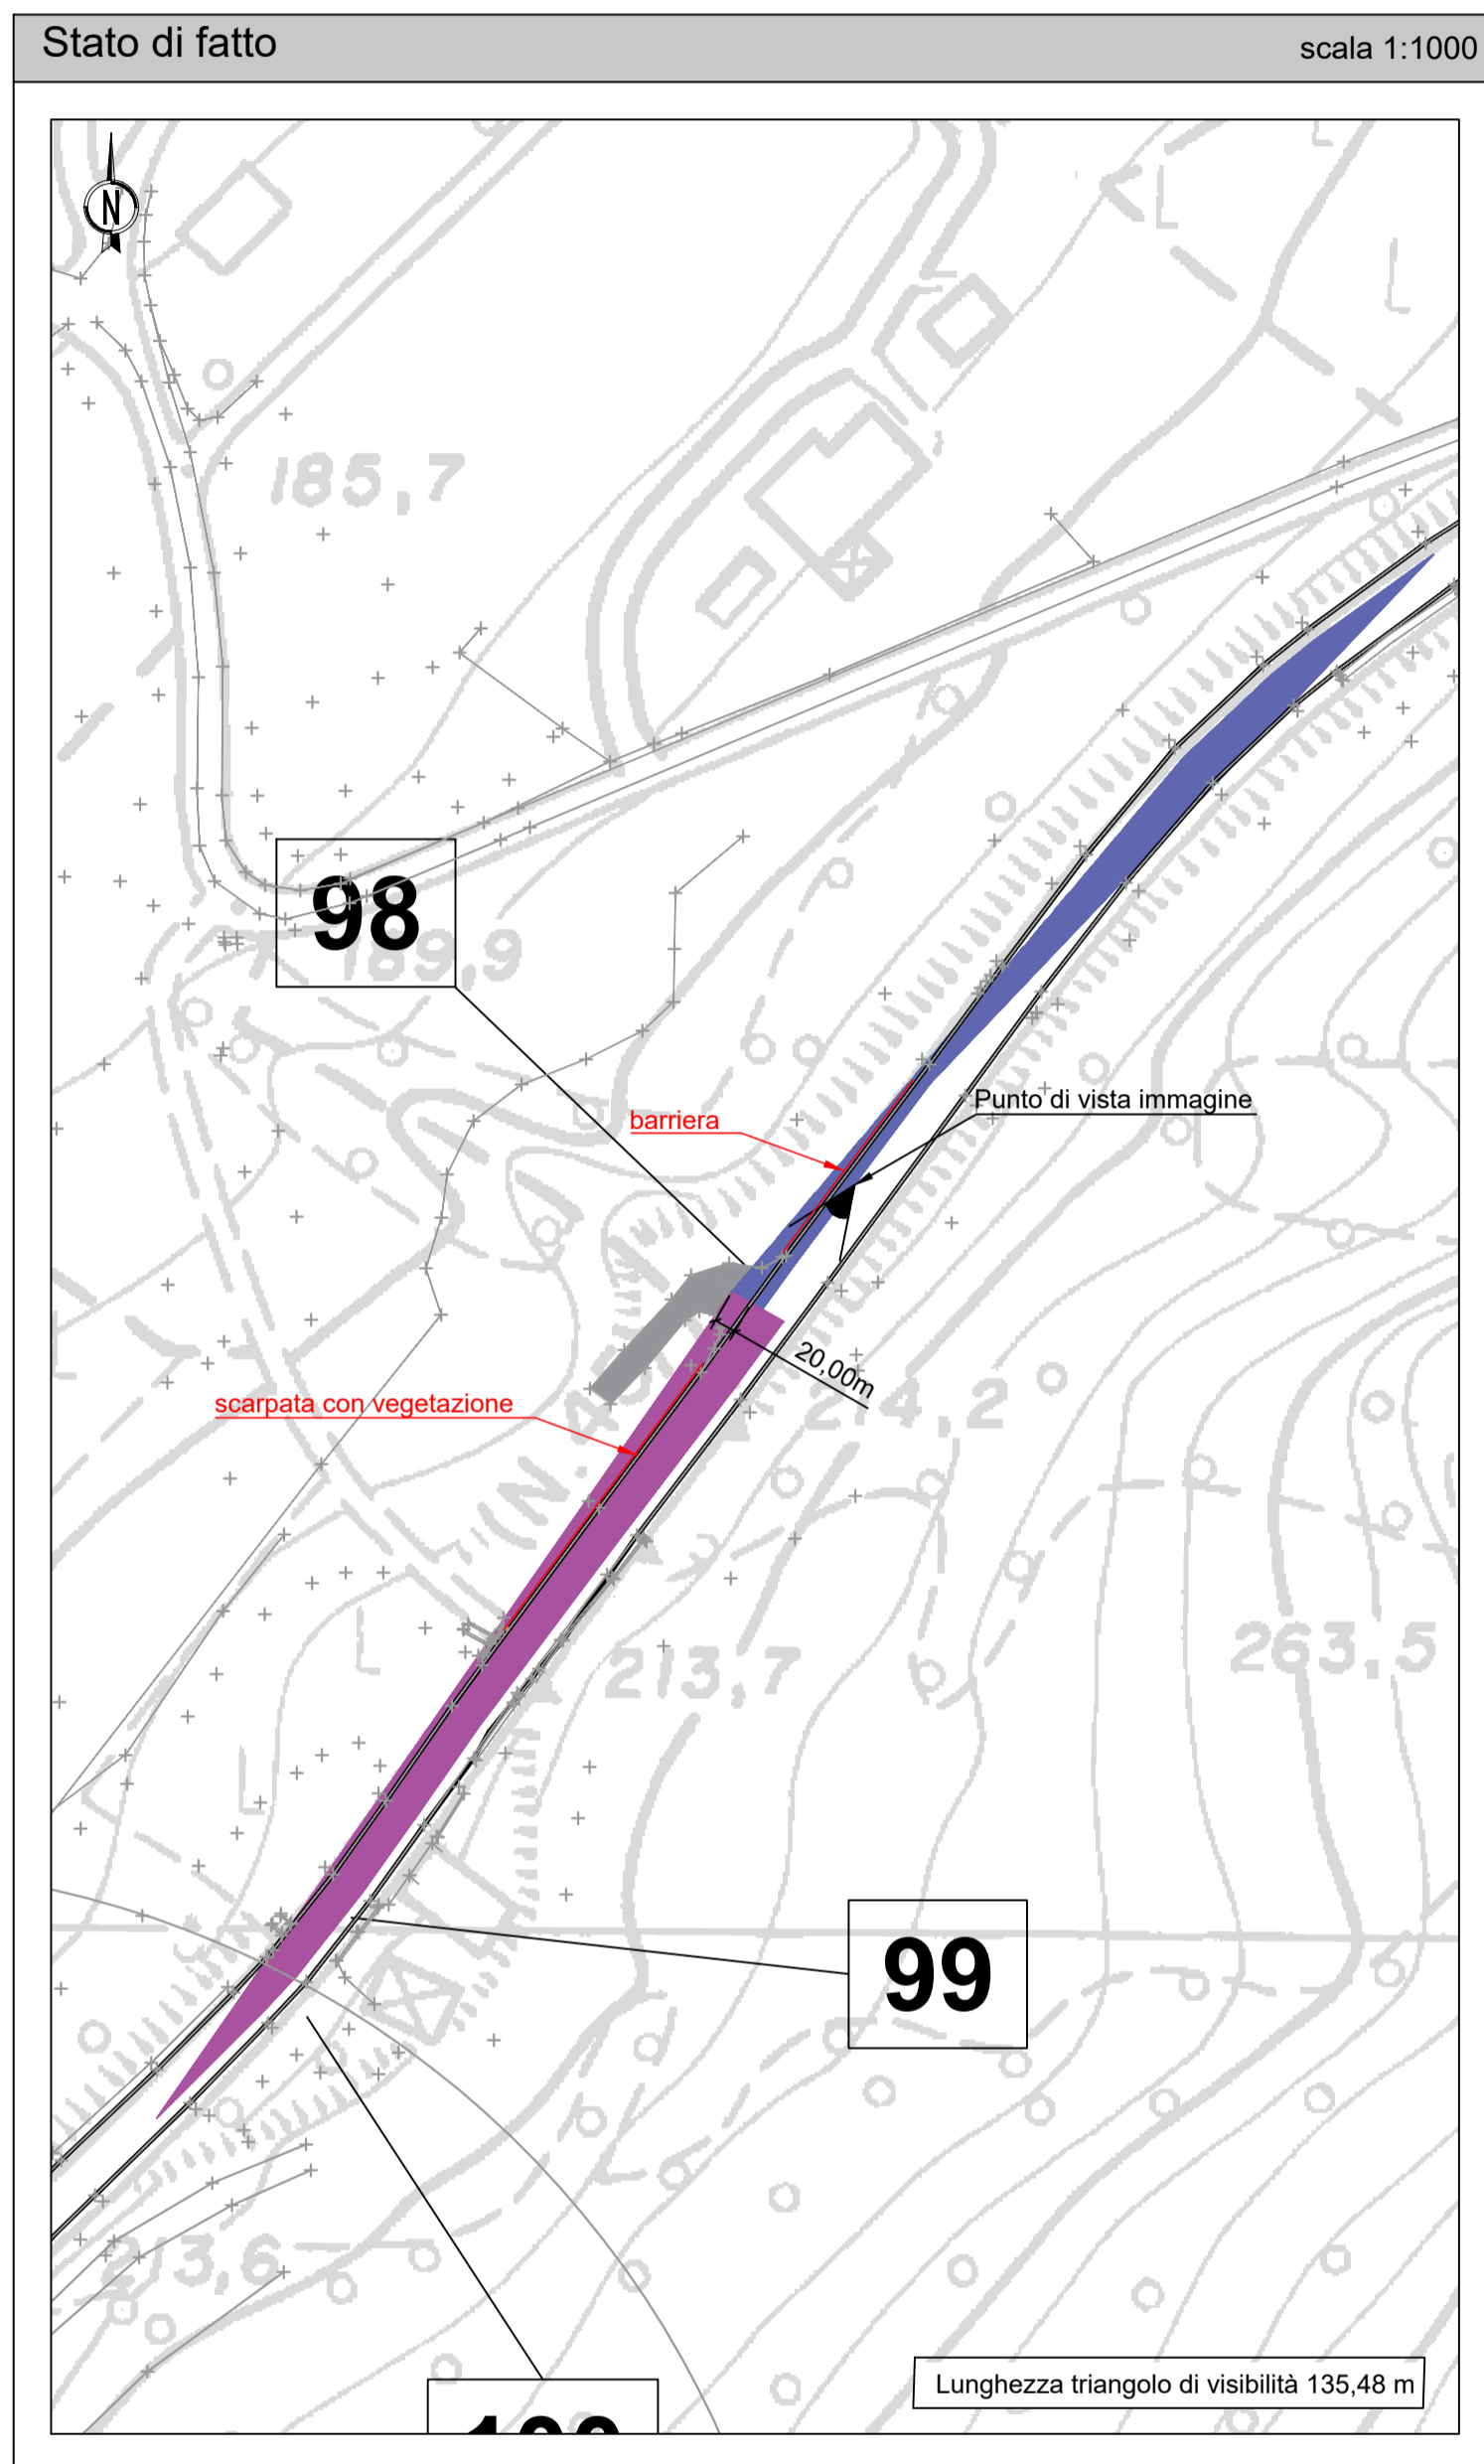 Stato di fatto
scala 1:1000
N
185,7
98
189,9
barriera
Punto di vista immagine
20,00m
scarpata con vegetazione
214,2
213,7
263.5
99
213,6
Lunghezza triangolo di visibilità 135,48 m